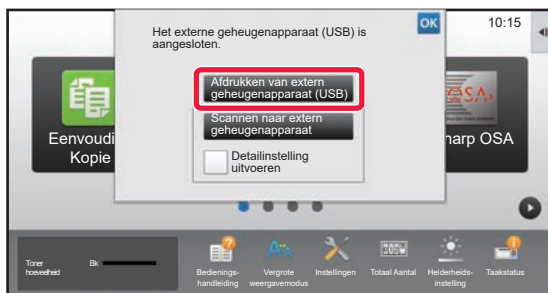 Het externe geheugenapparaat (USB) is
aangesloten.
OK
10:15
Afdrukken van extern
geheugenapparaat (USB)
Scannen naar extern
geheugenapparaat
Detailinstelling
uitvoeren
Eenvoudi
Kopie
OSA
harp OSA
Toner
hoeveelheid
Bk
Bedienings-
handleiding
Vergrote
weergavemodus
Instellingen
Totaal Aantal
Helderheids-
instelling
Taakstatus